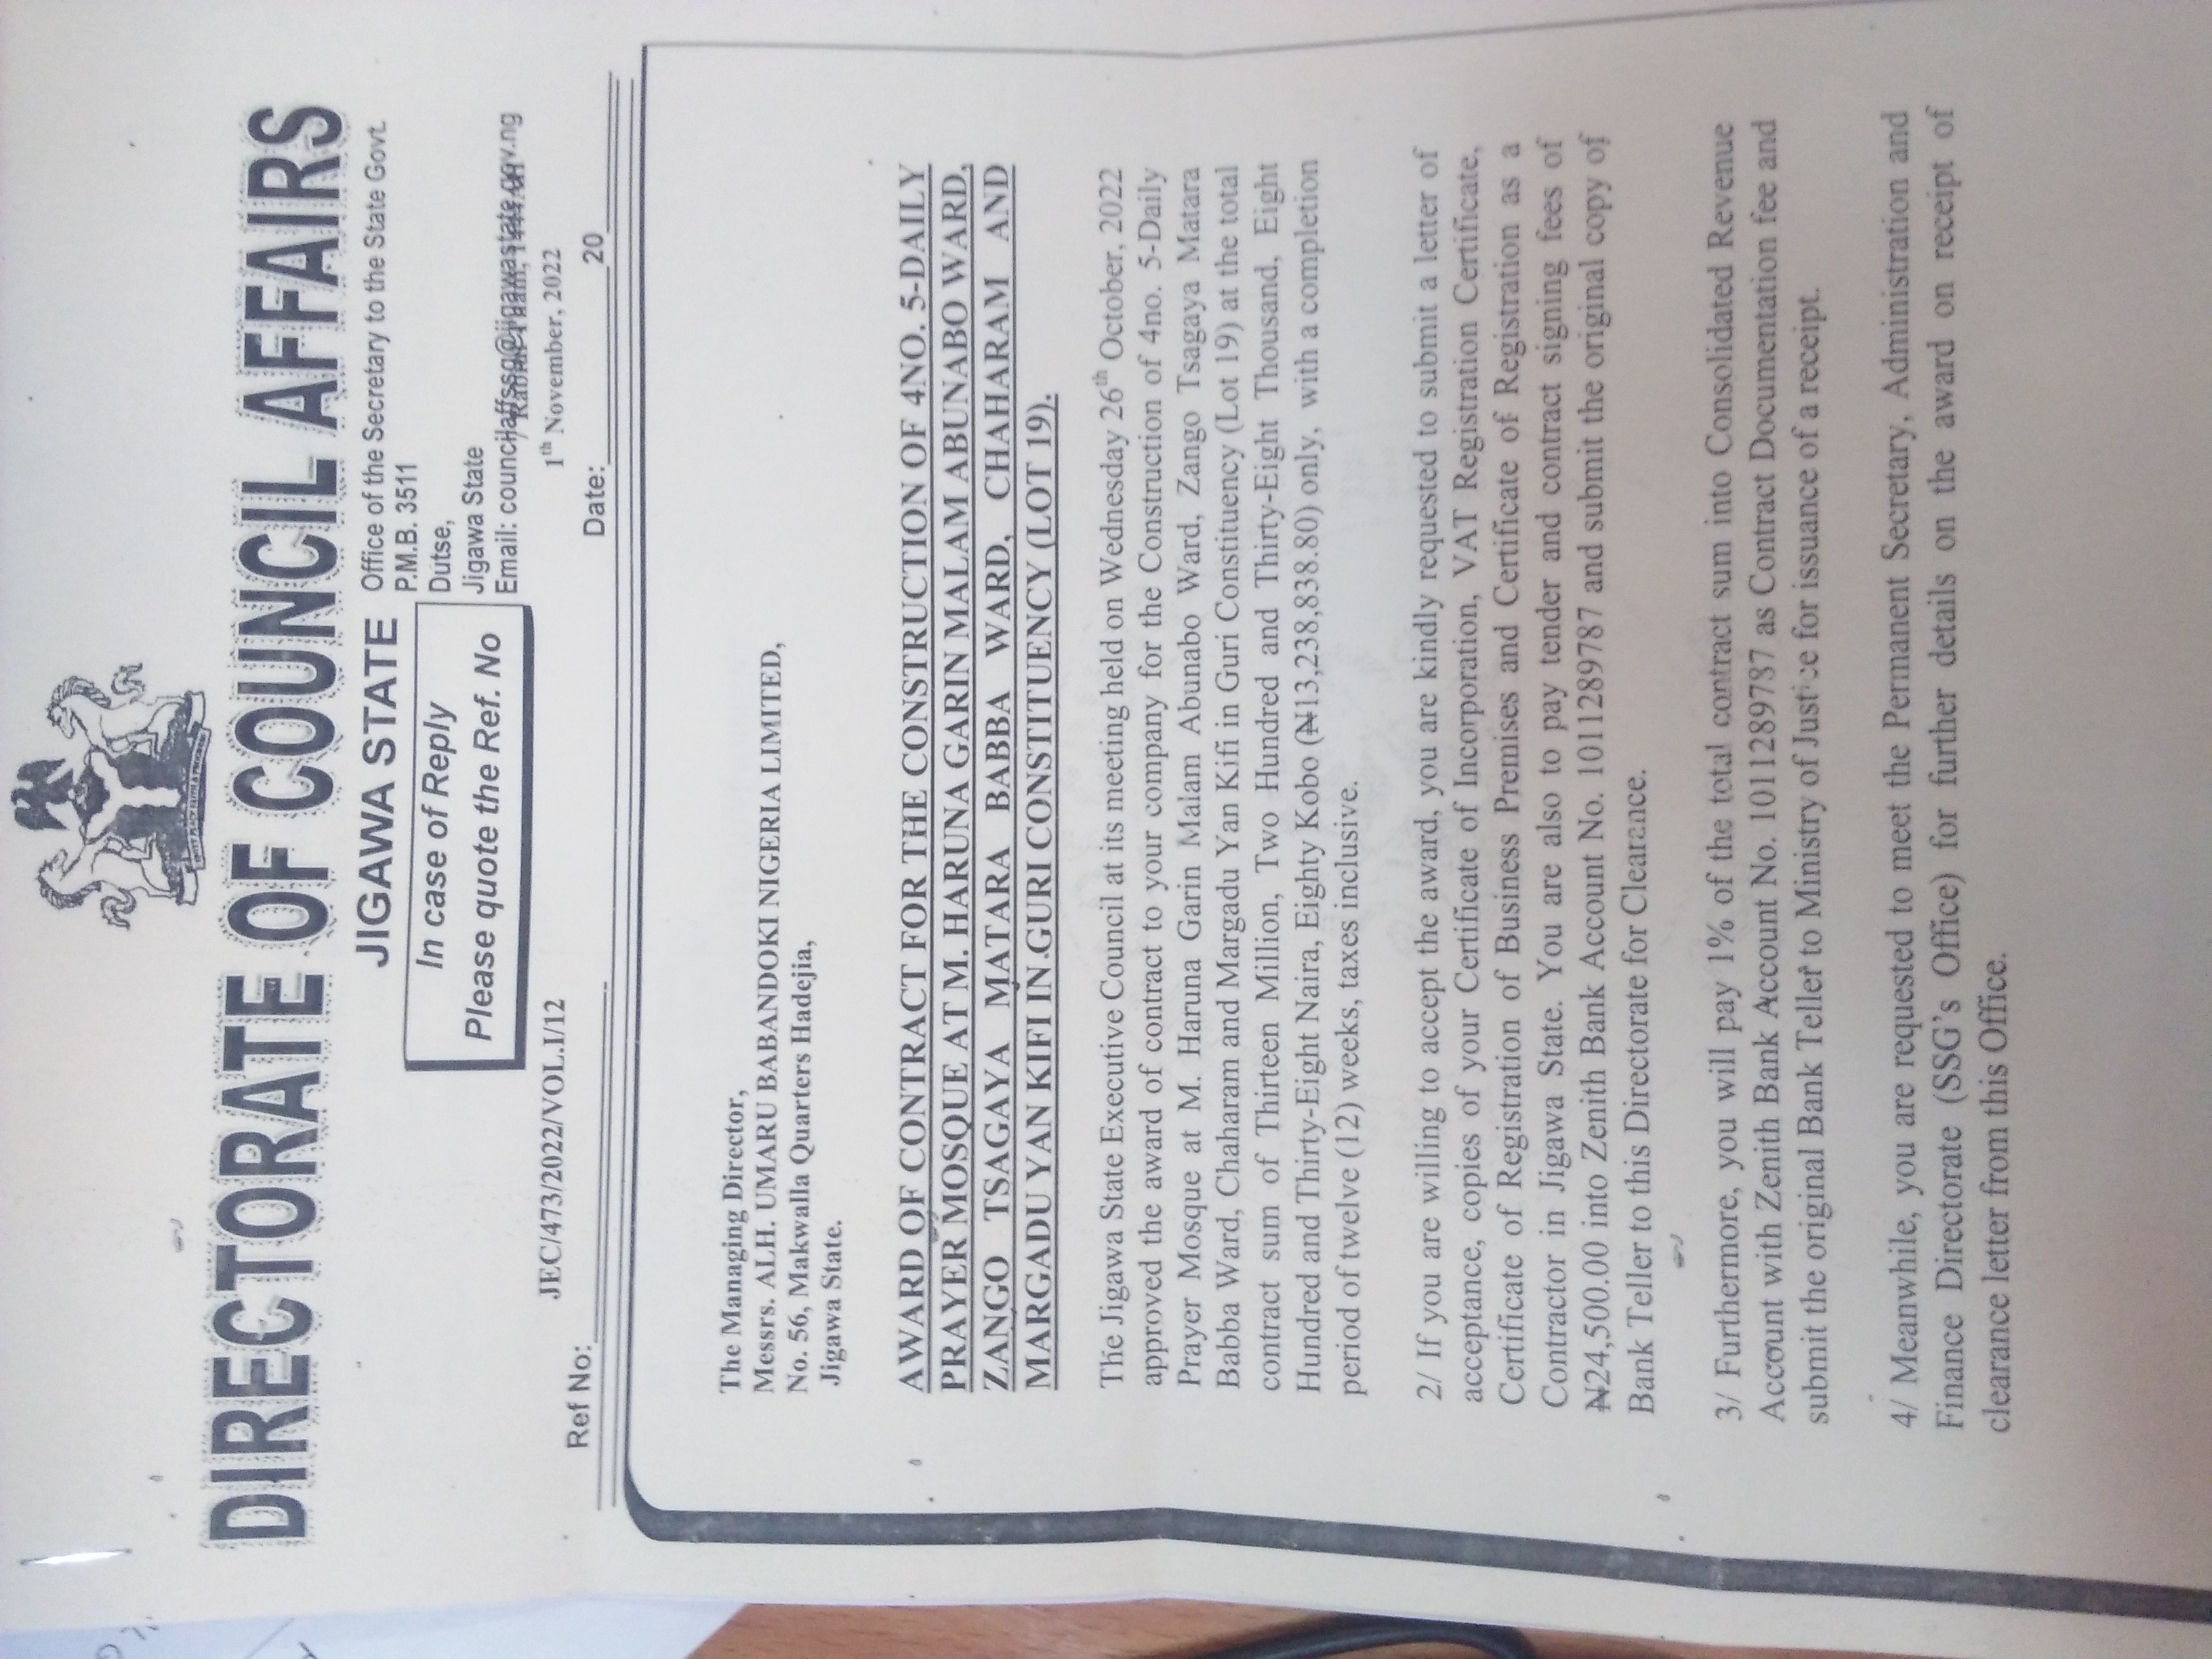 UNITY
DIRECTORATE OF COUNCIL AFFAIRS
JIGAWA STATE
In case of Reply
Please quote the Ref. No
Office of the Secretary to the State Govt.
P.M.B. 3511
Dutse,
Jigawa State
Email: councilaffssg@jigawastate.gov.ng
1444AH
1th November, 2022
JEC/473/2022/VOL.I/12
Ref No:
Date: 20
The Managing Director,
Messrs. ALH. UMARU BABANDOKI NIGERIA LIMITED,
No. 56, Makwalla Quarters Hadejia,
Jigawa State.
AWARD OF CONTRACT FOR THE CONSTRUCTION OF 4NO. 5-DAILY
PRAYER MOSQUE AT M. HARUNA GARIN MALAM ABUNABO WARD,
ZANGO TSAGAYA MATARA BABBA WARD, CHAHARAM AND
MARGADU YAN KIFI IN GURI CONSTITUENCY (LOT 19).
The Jigawa State Executive Council at its meeting held on Wednesday 26th October, 2022
approved the award of contract to your company for the Construction of 4no. 5-Daily
Prayer Mosque at M. Haruna Garin Malam Abunabo Ward, Zango Tsagaya Matara
Babba Ward, Chaharam and Margadu Yan Kifi in Guri Constituency (Lot 19) at the total
contract sum of Thirteen Million, Two Hundred and Thirty-Eight Thousand, Eight
Hundred and Thirty-Eight Naira, Eighty Kobo (₦13,238,838.80) only, with a completion
period of twelve (12) weeks, taxes inclusive.
2/ If you are willing to accept the award, you are kindly requested to submit a letter of
acceptance, copies of your Certificate of Incorporation, VAT Registration Certificate,
Certificate of Registration of Business Premises and Certificate of Registration as a
Contractor in Jigawa State. You are also to pay tender and contract signing fees of
₦24,500.00 into Zenith Bank Account No. 1011289787 and submit the original copy of
Bank Teller to this Directorate for Clearance.
3/ Furthermore, you will pay 1% of the total contract sum into Consolidated Revenue
Account with Zenith Bank Account No. 1011289787 as Contract Documentation fee and
submit the original Bank Teller to Ministry of Justice for issuance of a receipt.
4/ Meanwhile, you are requested to meet the Permanent Secretary, Administration and
Finance Directorate (SSG's Office) for further details on the award on receipt of
clearance letter from this Office.